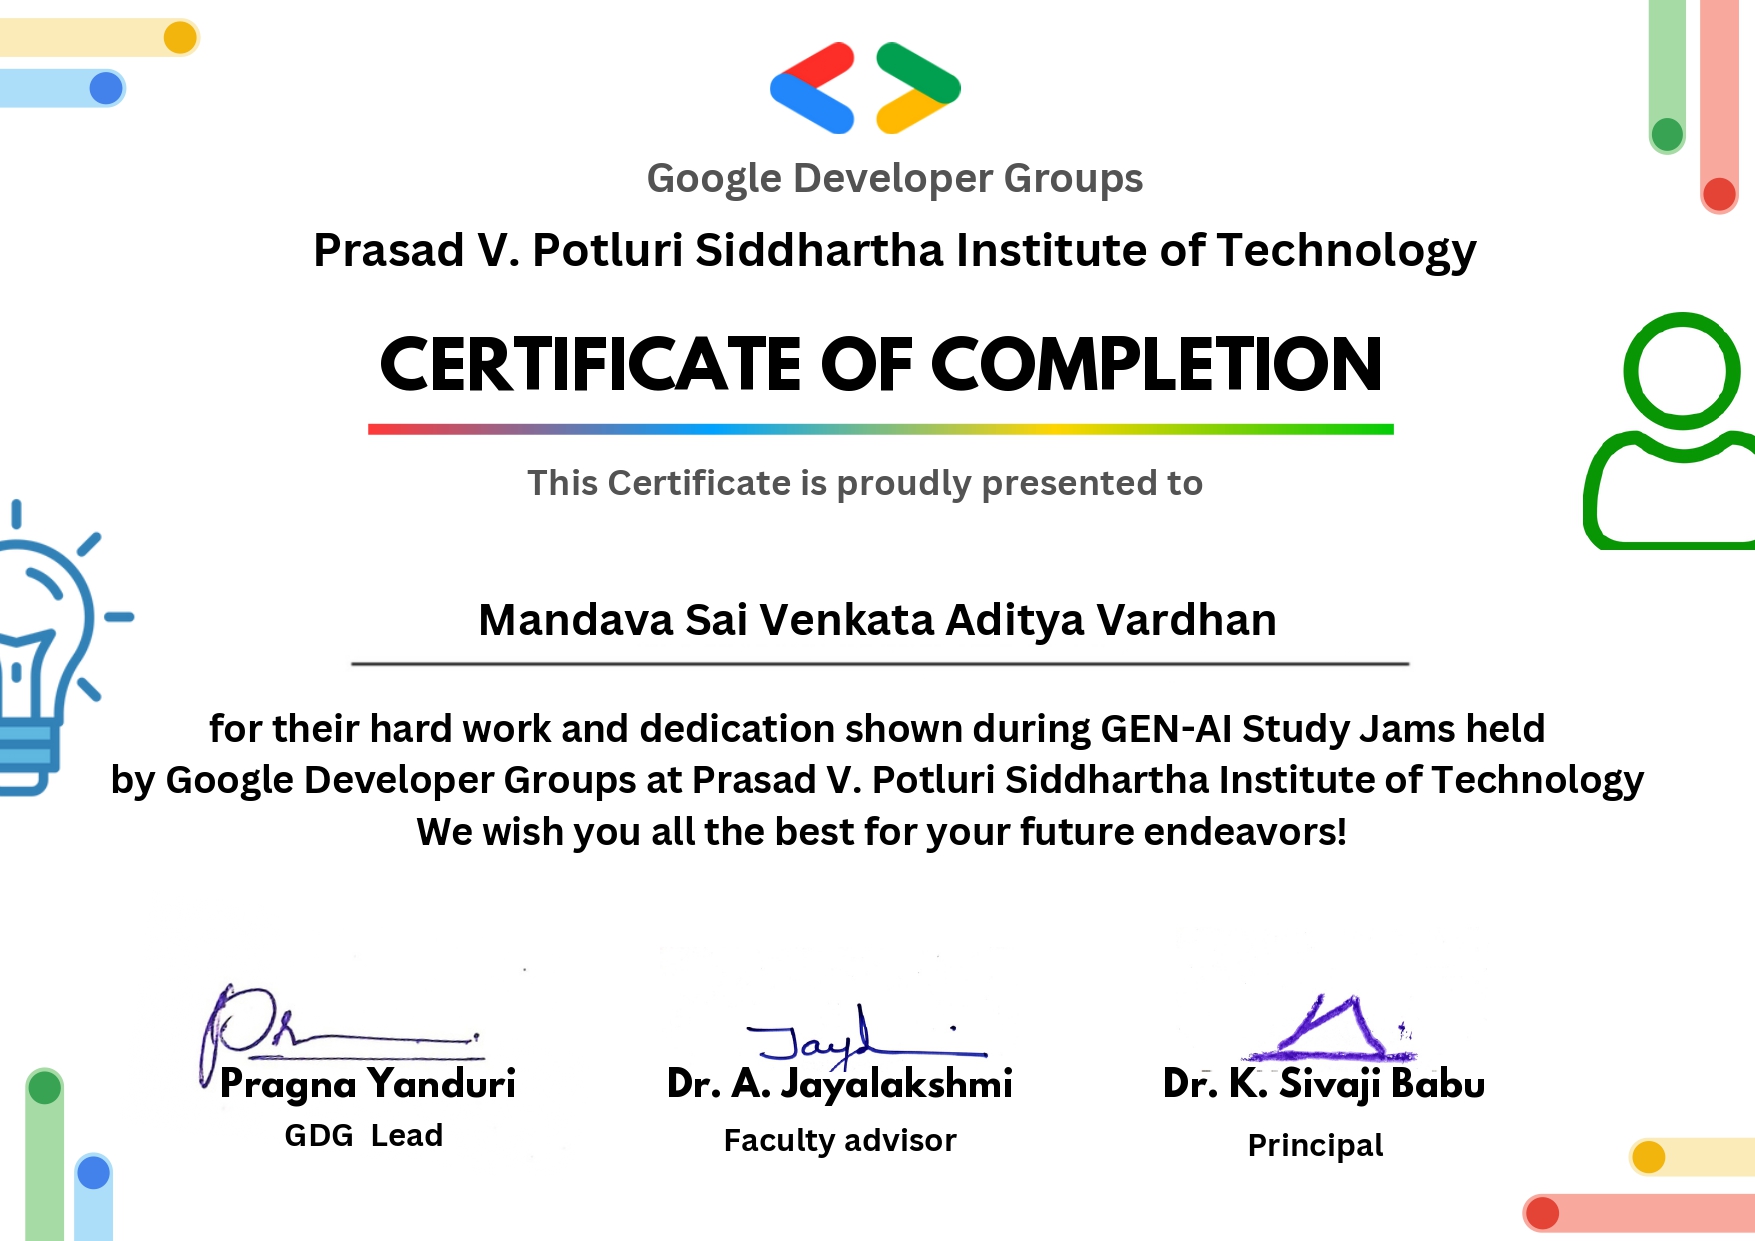 Google Developer Groups
Prasad V. Potluri Siddhartha Institute of Technology
CERTIFICATE OF COMPLETION
This Certificate is proudly presented to
Mandava Sai Venkata Aditya Vardhan
for their hard work and dedication shown during GEN-AI Study Jams held
by Google Developer Groups at Prasad V. Potluri Siddhartha Institute of Technology
We wish you all the best for your future endeavors!
Pragna Yanduri
GDG Lead
Dr. A. Jayalakshmi
Faculty advisor
Dr. K. Sivaji Babu
Principal